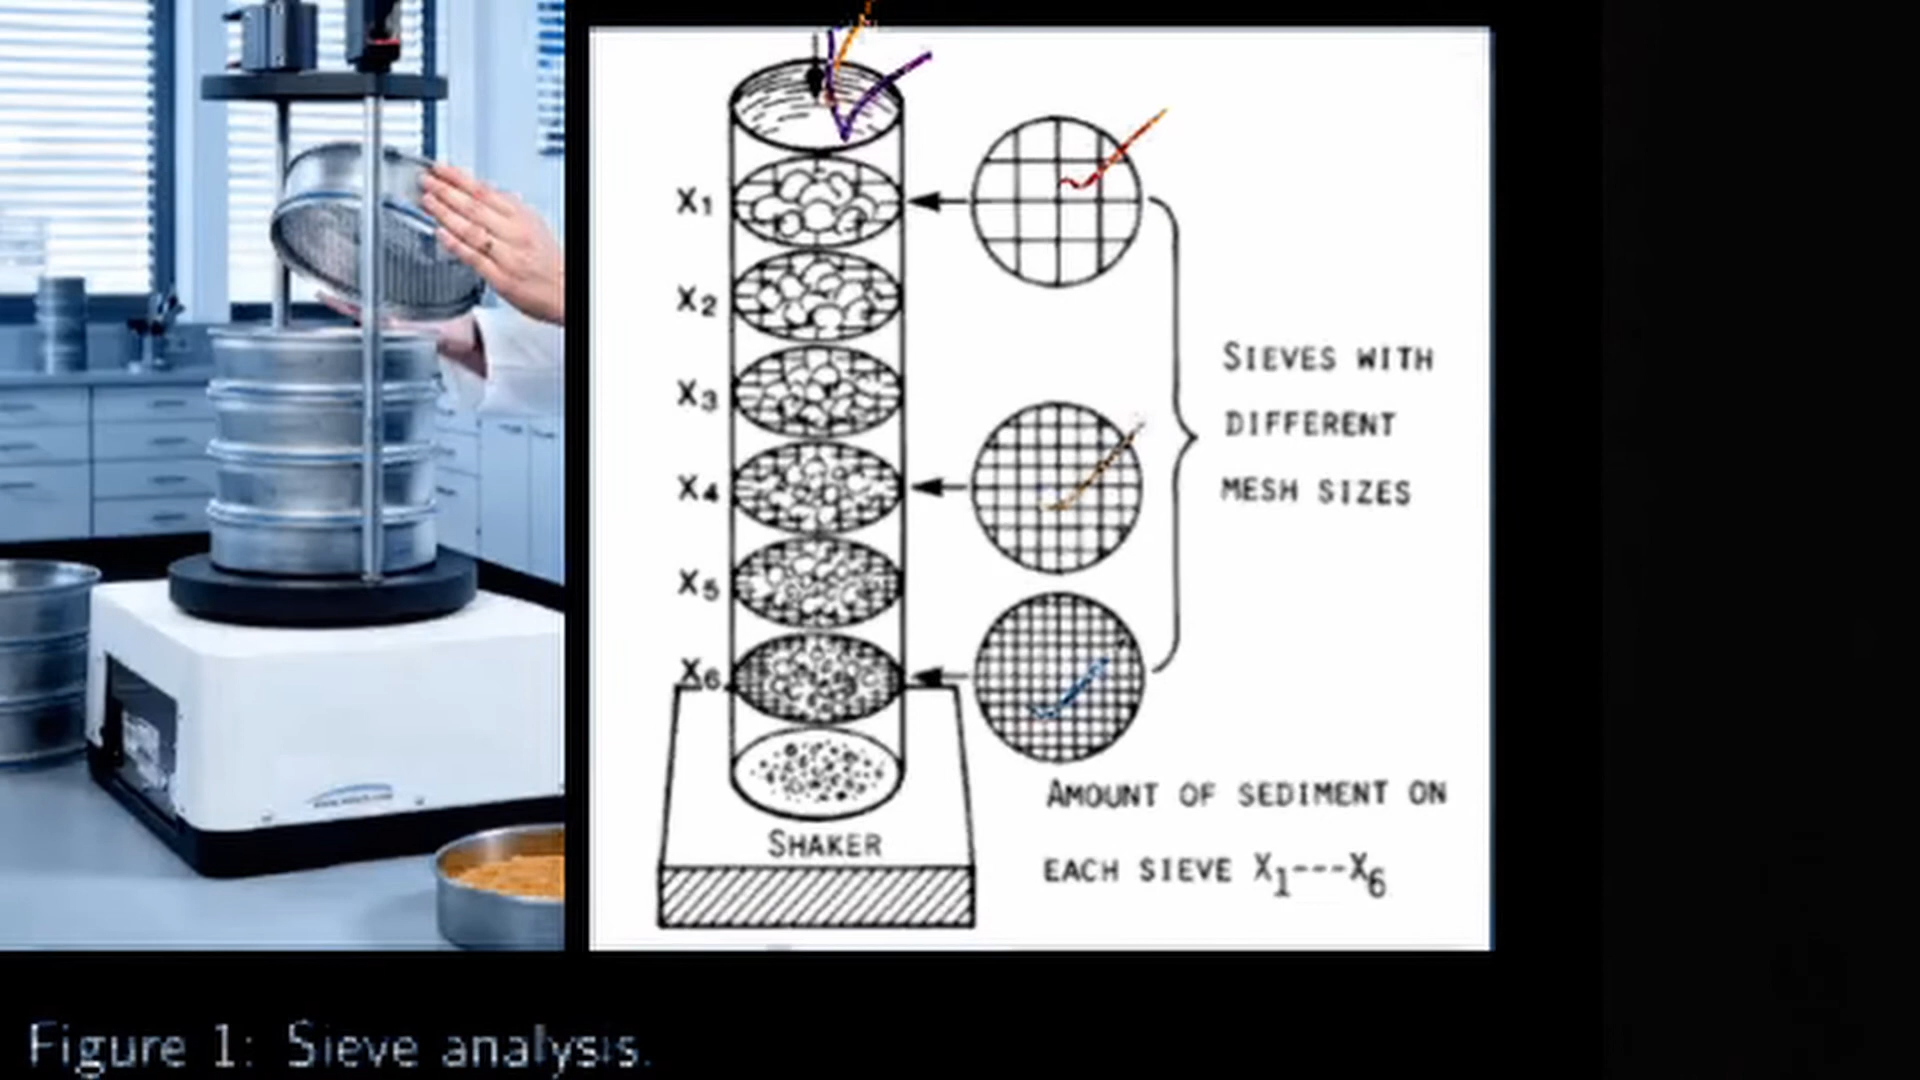 X1
X2
X3
X4
X5
X6
SIEVES WITH
DIFFERENT
MESH SIZES
SHAKER
AMOUNT OF SEDIMENT ON
EACH SIEVE X1---X6
Figure 1: Sieve analysis.